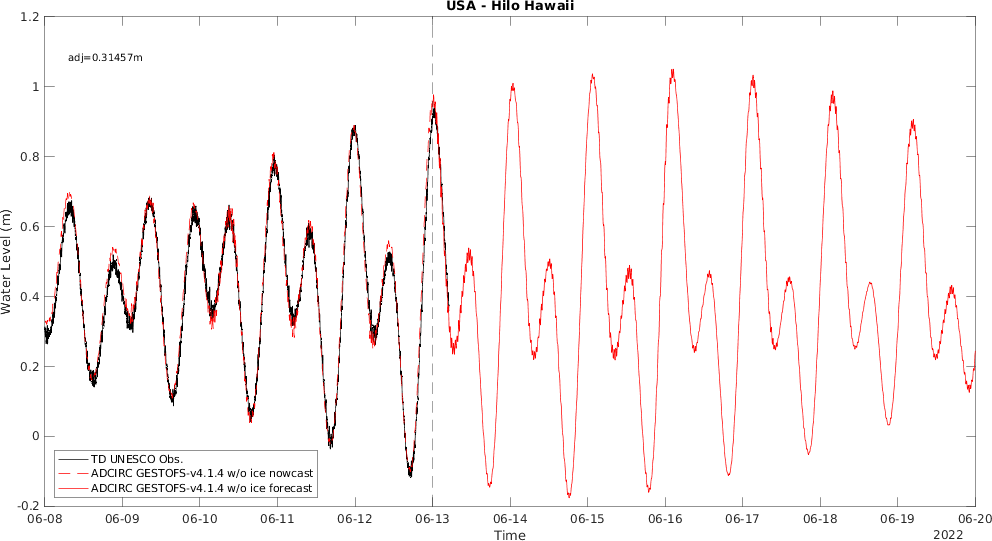 USA - Hilo Hawaii
adj=0.31457m
Water Level (m)
1.2
1
0.8
0.6
0.4
0.2
0
-0.2
TD UNESCO Obs.
ADCIRC GESTOFS-v4.1.4 w/o ice nowcast
ADCIRC GESTOFS-v4.1.4 w/o ice forecast
06-08 06-09 06-10 06-11 06-12 06-13 06-14 06-15 06-16 06-17 06-18 06-19 06-20
Time
2022